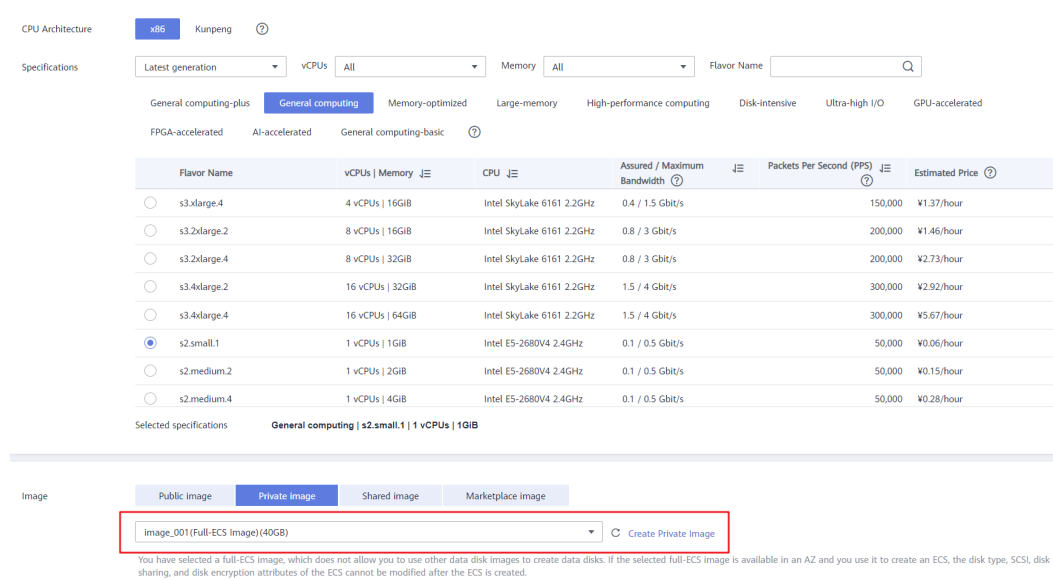 CPU Architecture x86 Kunpeng ?
Specifications Latest generation vCPUs All Memory All Flavor Name
General computing-plus General computing Memory-optimized Large-memory High-performance computing Disk-intensive Ultra-high I/O GPU-accelerated
FPGA-accelerated AI-accelerated General computing-basic ?
Flavor Name vCPUs | Memory CPU Assured / Maximum Bandwidth ? Packets Per Second (PPS) ? Estimated Price ?
s3.xlarge.4 4 vCPUs | 16GiB Intel SkyLake 6161 2.2GHz 0.4 / 1.5 Gbit/s 150,000 ¥1.37/hour
s3.2xlarge.2 8 vCPUs | 16GiB Intel SkyLake 6161 2.2GHz 0.8 / 3 Gbit/s 200,000 ¥1.46/hour
s3.2xlarge.4 8 vCPUs | 32GiB Intel SkyLake 6161 2.2GHz 0.8 / 3 Gbit/s 200,000 ¥2.73/hour
s3.4xlarge.2 16 vCPUs | 32GiB Intel SkyLake 6161 2.2GHz 1.5 / 4 Gbit/s 300,000 ¥2.92/hour
s3.4xlarge.4 16 vCPUs | 64GiB Intel SkyLake 6161 2.2GHz 1.5 / 4 Gbit/s 300,000 ¥5.67/hour
s2.small.1 1 vCPUs | 1GiB Intel E5-2680V4 2.4GHz 0.1 / 0.5 Gbit/s 50,000 ¥0.06/hour
s2.medium.2 1 vCPUs | 2GiB Intel E5-2680V4 2.4GHz 0.1 / 0.5 Gbit/s 50,000 ¥0.15/hour
s2.medium.4 1 vCPUs | 4GiB Intel E5-2680V4 2.4GHz 0.1 / 0.5 Gbit/s 50,000 ¥0.28/hour
Selected specifications General computing | s2.small.1 | 1 vCPUs | 1GiB
Image Public image Private image Shared image Marketplace image
image_001(Full-ECS Image)(40GB) Create Private Image
You have selected a full-ECS image, which does not allow you to use other data disk images to create data disks. If the selected full-ECS image is available in an AZ and you use it to create an ECS, the disk type, SCSI, disk
sharing, and disk encryption attributes of the ECS cannot be modified after the ECS is created.